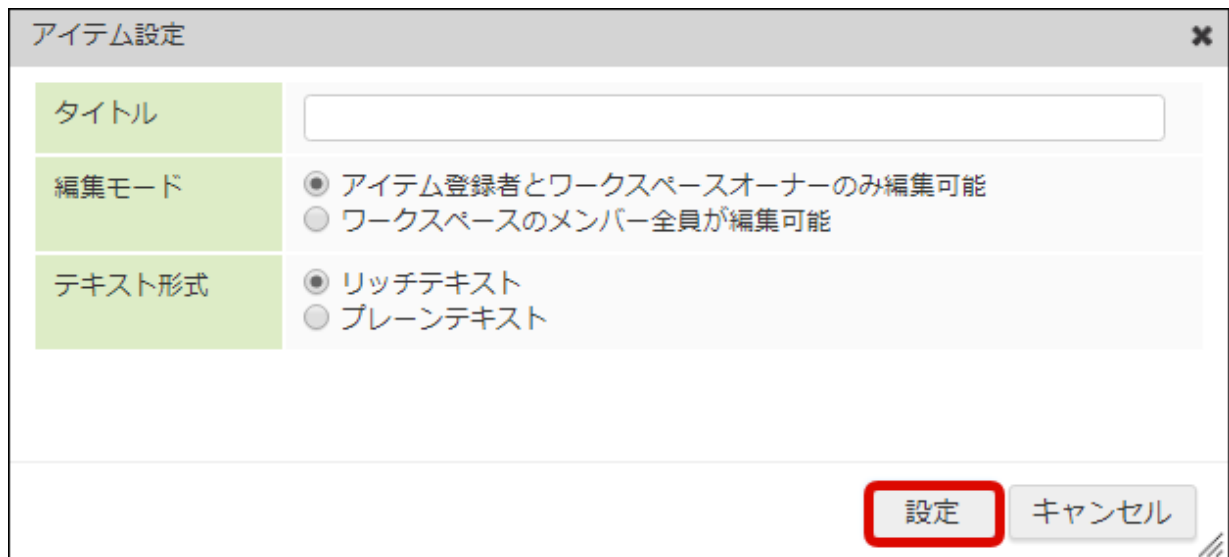 アイテム設定
タイトル
編集モード
アイテム登録者とワークスペースオーナーのみ編集可能
ワークスペースのメンバー全員が編集可能
テキスト形式
リッチテキスト
プレーンテキスト
設定
キャンセル